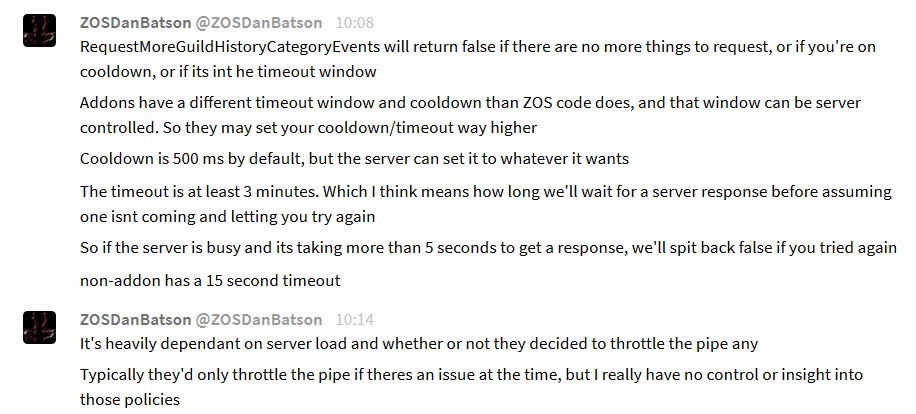 ZOSDanBatson @ZOSDanBatson 10:08
RequestMoreGuildHistoryCategoryEvents will return false if there are no more things to request, or if you're on
cooldown, or if its int he timeout window
Addons have a different timeout window and cooldown than ZOS code does, and that window can be server
controlled. So they may set your cooldown/timeout way higher
Cooldown is 500 ms by default, but the server can set it to whatever it wants
The timeout is at least 3 minutes. Which I think means how long we'll wait for a server response before assuming
one isnt coming and letting you try again
So if the server is busy and its taking more than 5 seconds to get a response, we'll spit back false if you tried again
non-addon has a 15 second timeout
ZOSDanBatson @ZOSDanBatson 10:14
It's heavily dependant on server load and whether or not they decided to throttle the pipe any
Typically they'd only throttle the pipe if theres an issue at the time, but I really have no control or insight into
those policies